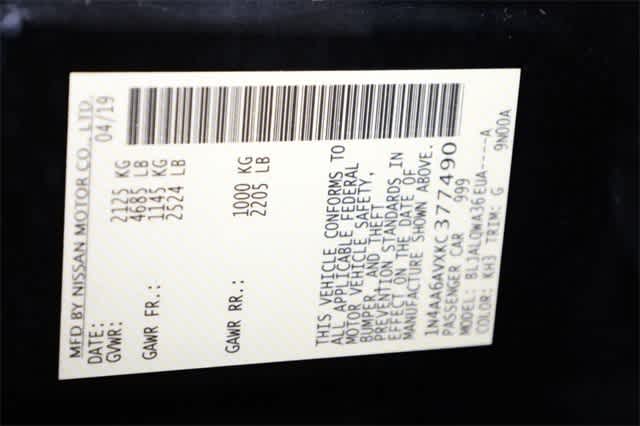 MFD BY NISSAN MOTOR CO., LTD.
DATE: 04/19
GVWR: 2125 KG
4685 LB
GAWR FR.: 1145 KG
2524 LB
GAWR RR.: 1000 KG
2205 LB
THIS VEHICLE CONFORMS TO
ALL APPLICABLE FEDERAL
MOTOR VEHICLE SAFETY,
BUMPER, AND THEFT
PREVENTION STANDARDS IN
EFFECT ON THE DATE OF
MANUFACTURE SHOWN ABOVE.
1N4AA6AVXKC377490
PASSENGER CAR 999
MODEL: BLJALQWA36EUA----A
COLOR: KH3 TRIM: G 9N00A